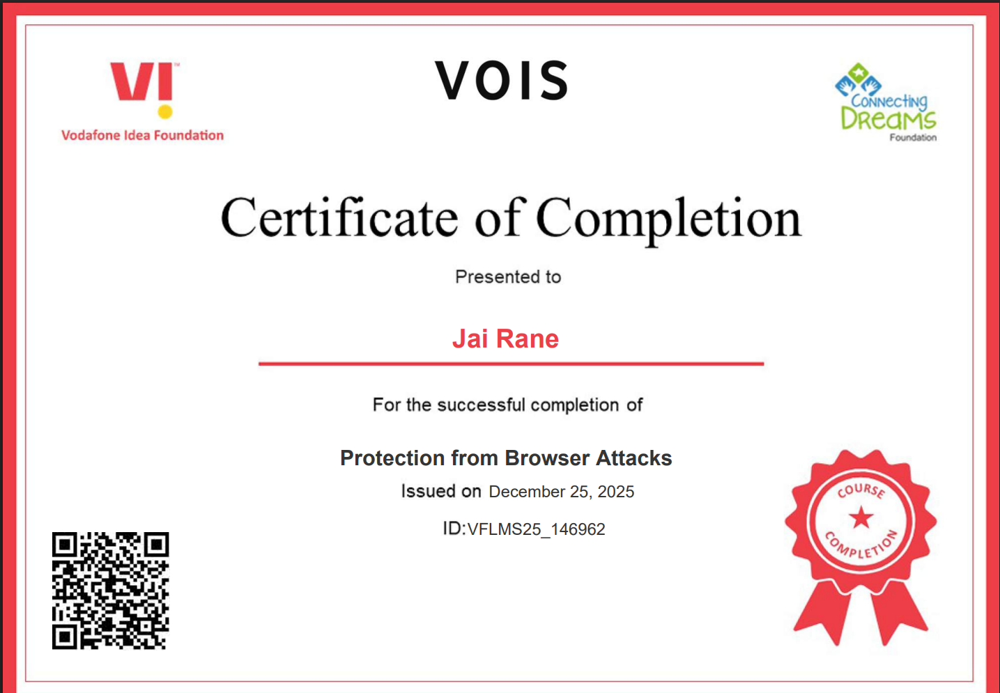 VI™
Vodafone Idea Foundation
VOIS
Connecting
Dreams
Foundation
Certificate of Completion
Presented to
Jai Rane
For the successful completion of
Protection from Browser Attacks
Issued on December 25, 2025
ID:VFLMS25_146962
COURSE
COMPLETION